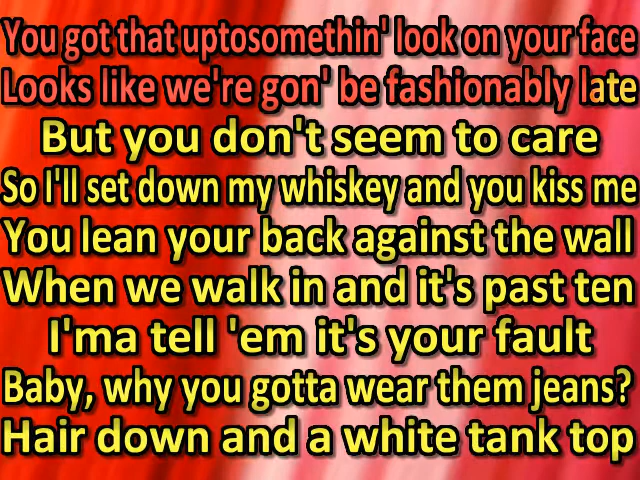 You got that uptosomethin' look on your face
Looks like we're gon' be fashionably late
But you don't seem to care
So I'll set down my whiskey and you kiss me
You lean your back against the wall
When we walk in and it's past ten
I'ma tell 'em it's your fault
Baby, why you gotta wear them jeans?
Hair down and a white tank top